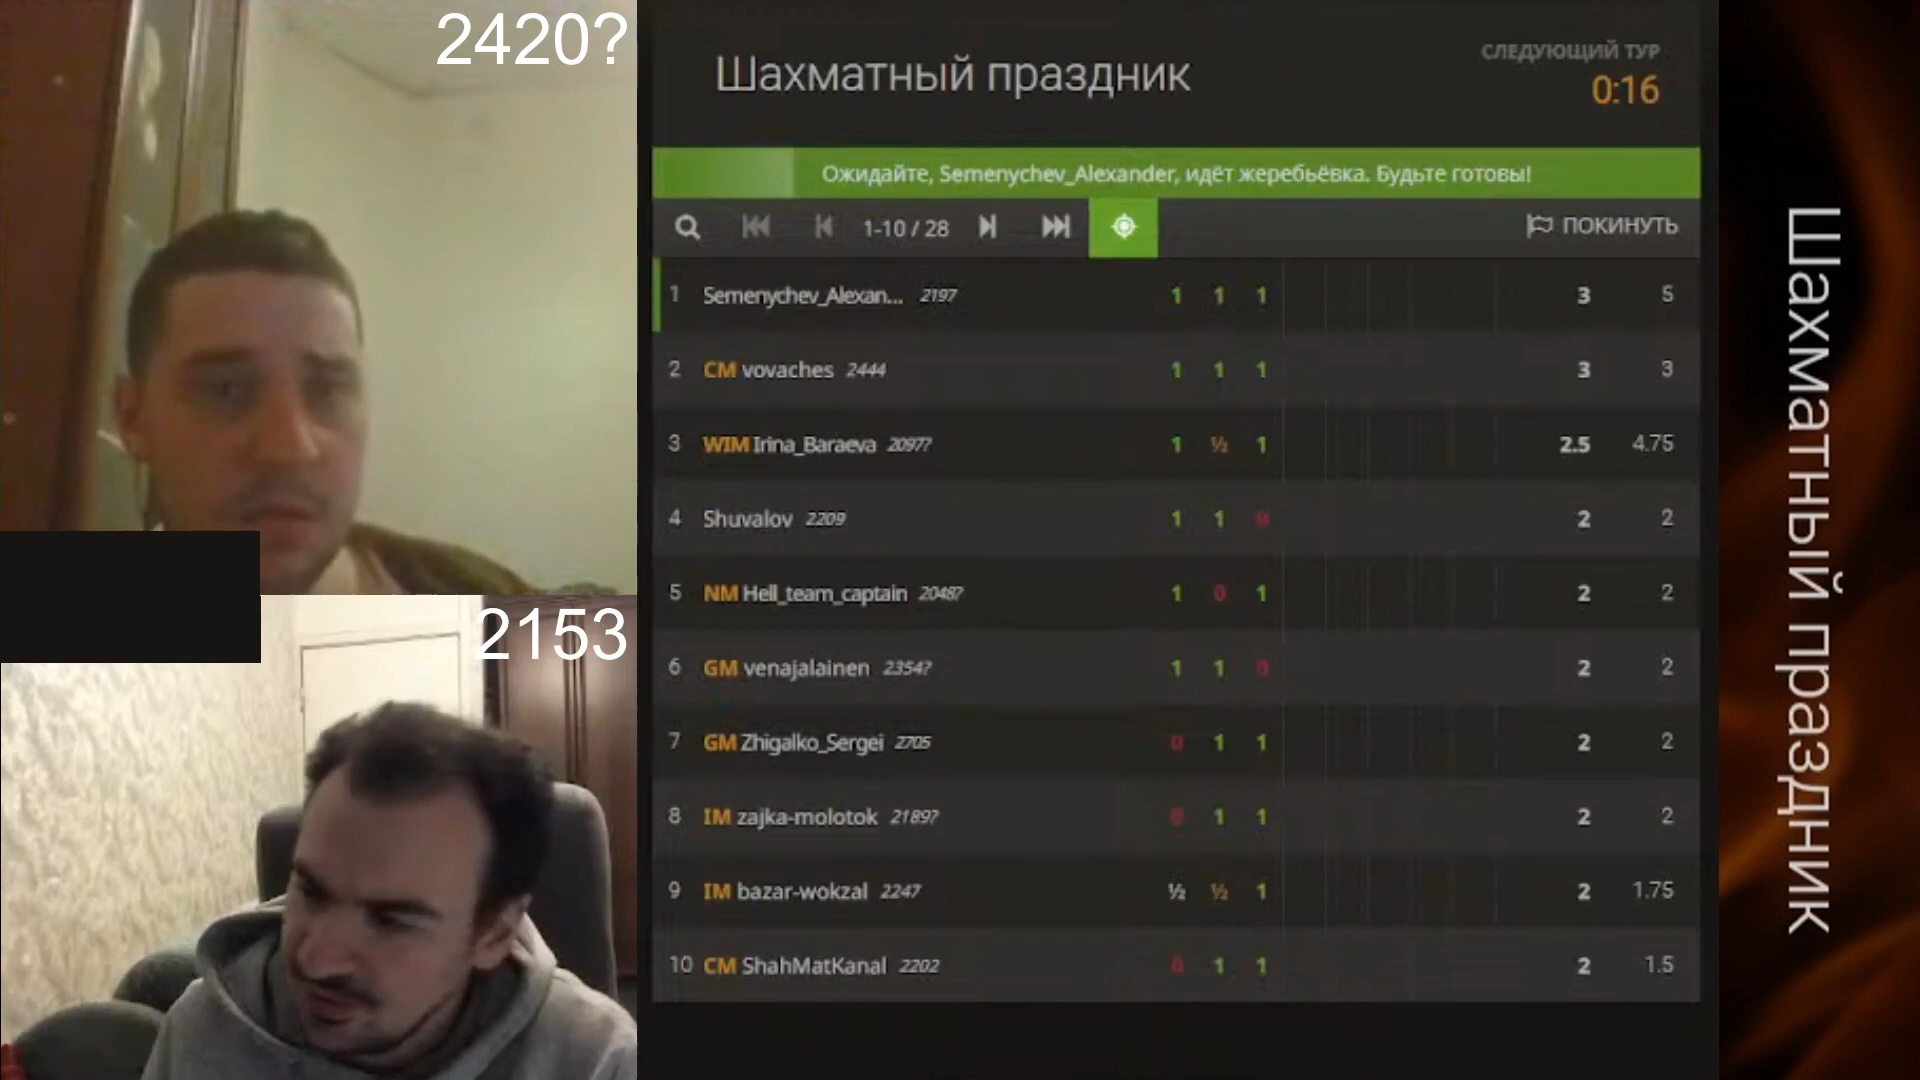 2420?
2153
Шахматный праздник
СЛЕДУЮЩИЙ ТУР
0:16
Ожидайте, Semenychev_Alexander, идёт жеребьёвка. Будьте готовы!
1-10 / 28
ПОКИНУТЬ
1 Semenychev_Alexan... 2197 1 1 1 3 5
2 CM vovaches 2444 1 1 1 3 3
3 WIM Irina_Baraeva 2097? 1 ½ 1 2.5 4.75
4 Shuvalov 2209 1 1 0 2 2
5 NM Hell_team_captain 2048? 1 0 1 2 2
6 GM venajalainen 2354? 1 1 0 2 2
7 GM Zhigalko_Sergei 2705 0 1 1 2 2
8 IM zajka-molotok 2189? 0 1 1 2 2
9 IM bazar-wokzal 2247 ½ ½ 1 2 1.75
10 CM ShahMatKanal 2202 0 1 1 2 1.5
Шахматный праздник